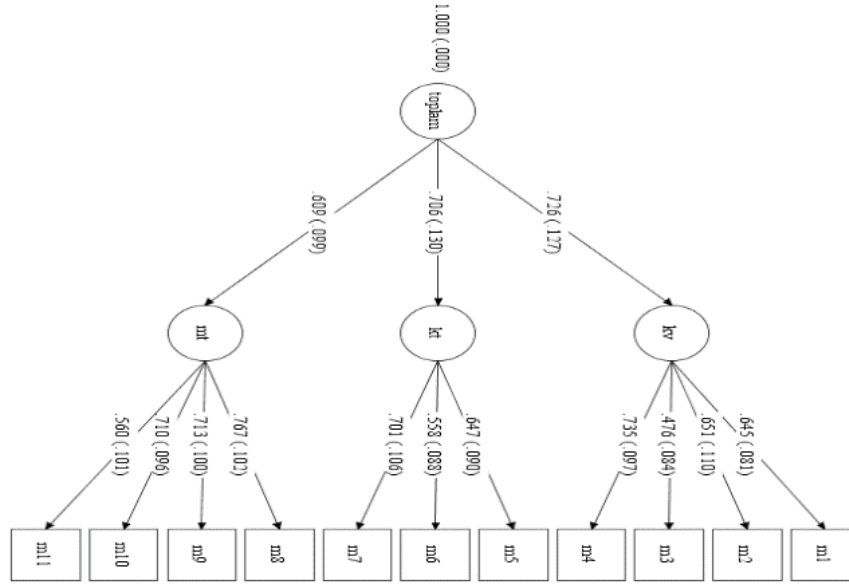 1.000 (.000)
toplam
.609 (.099)
.706 (.130)
.726 (.127)
mt
kt
kv
.560 (.101)
.710 (.096)
.713 (.100)
.767 (.102)
.701 (.106)
.558 (.088)
.647 (.090)
.735 (.097)
.476 (.084)
.651 (.110)
.645 (.081)
m11
m10
m9
m8
m7
m6
m5
m4
m3
m2
m1